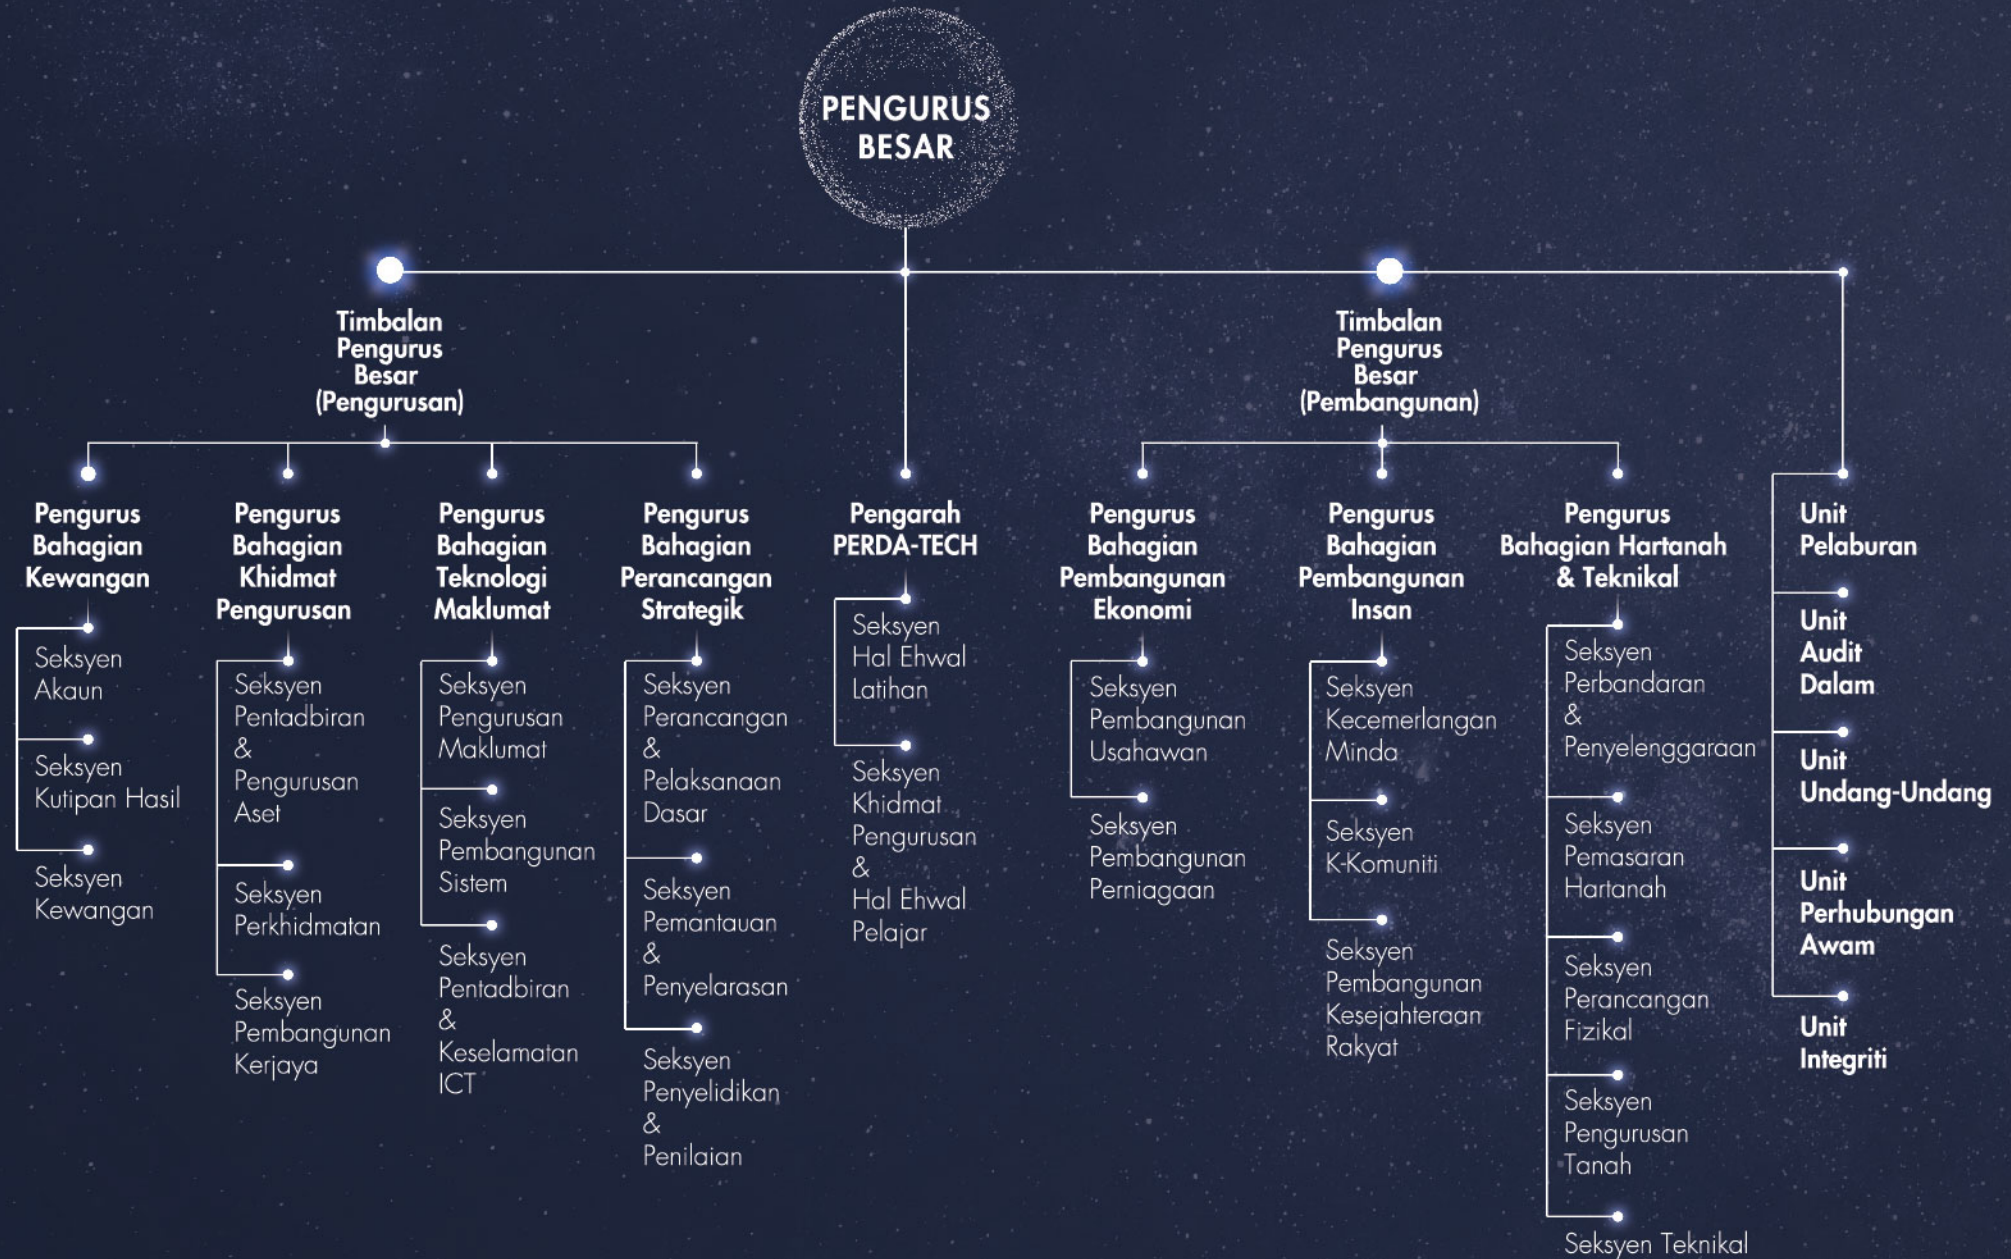 PENGURUS
BESAR
Timbalan
Pengurus
Besar
(Pengurusan)
Timbalan
Pengurus
Besar
(Pembangunan)
Pengurus
Bahagian
Kewangan
Seksyen
Akaun
Seksyen
Kutipan Hasil
Seksyen
Kewangan
Pengurus
Bahagian
Khidmat
Pengurusan
Seksyen
Pentadbiran
&
Pengurusan
Aset
Seksyen
Perkhidmatan
Seksyen
Pembangunan
Kerjaya
Pengurus
Bahagian
Teknologi
Maklumat
Seksyen
Pengurusan
Maklumat
Seksyen
Pembangunan
Sistem
Seksyen
Pentadbiran
&
Keselamatan
ICT
Pengurus
Bahagian
Perancangan
Strategik
Seksyen
Perancangan
&
Pelaksanaan
Dasar
Seksyen
Pemantauan
&
Penyelarasan
Seksyen
Penyelidikan
&
Penilaian
Pengarah
PERDA-TECH
Seksyen
Hal Ehwal
Latihan
Seksyen
Khidmat
Pengurusan
&
Hal Ehwal
Pelajar
Pengurus
Bahagian
Pembangunan
Ekonomi
Seksyen
Pembangunan
Usahawan
Seksyen
Pembangunan
Perniagaan
Pengurus
Bahagian
Pembangunan
Insan
Seksyen
Kecemerlangan
Minda
Seksyen
K-Komuniti
Seksyen
Pembangunan
Kesejahteraan
Rakyat
Pengurus
Bahagian Hartanah
& Teknikal
Seksyen
Perbandaran
&
Penyelenggaraan
Seksyen
Pemasaran
Hartanah
Seksyen
Perancangan
Fizikal
Seksyen
Pengurusan
Tanah
Seksyen Teknikal
Unit
Pelaburan
Unit
Audit
Dalam
Unit
Undang-Undang
Unit
Perhubungan
Awam
Unit
Integriti